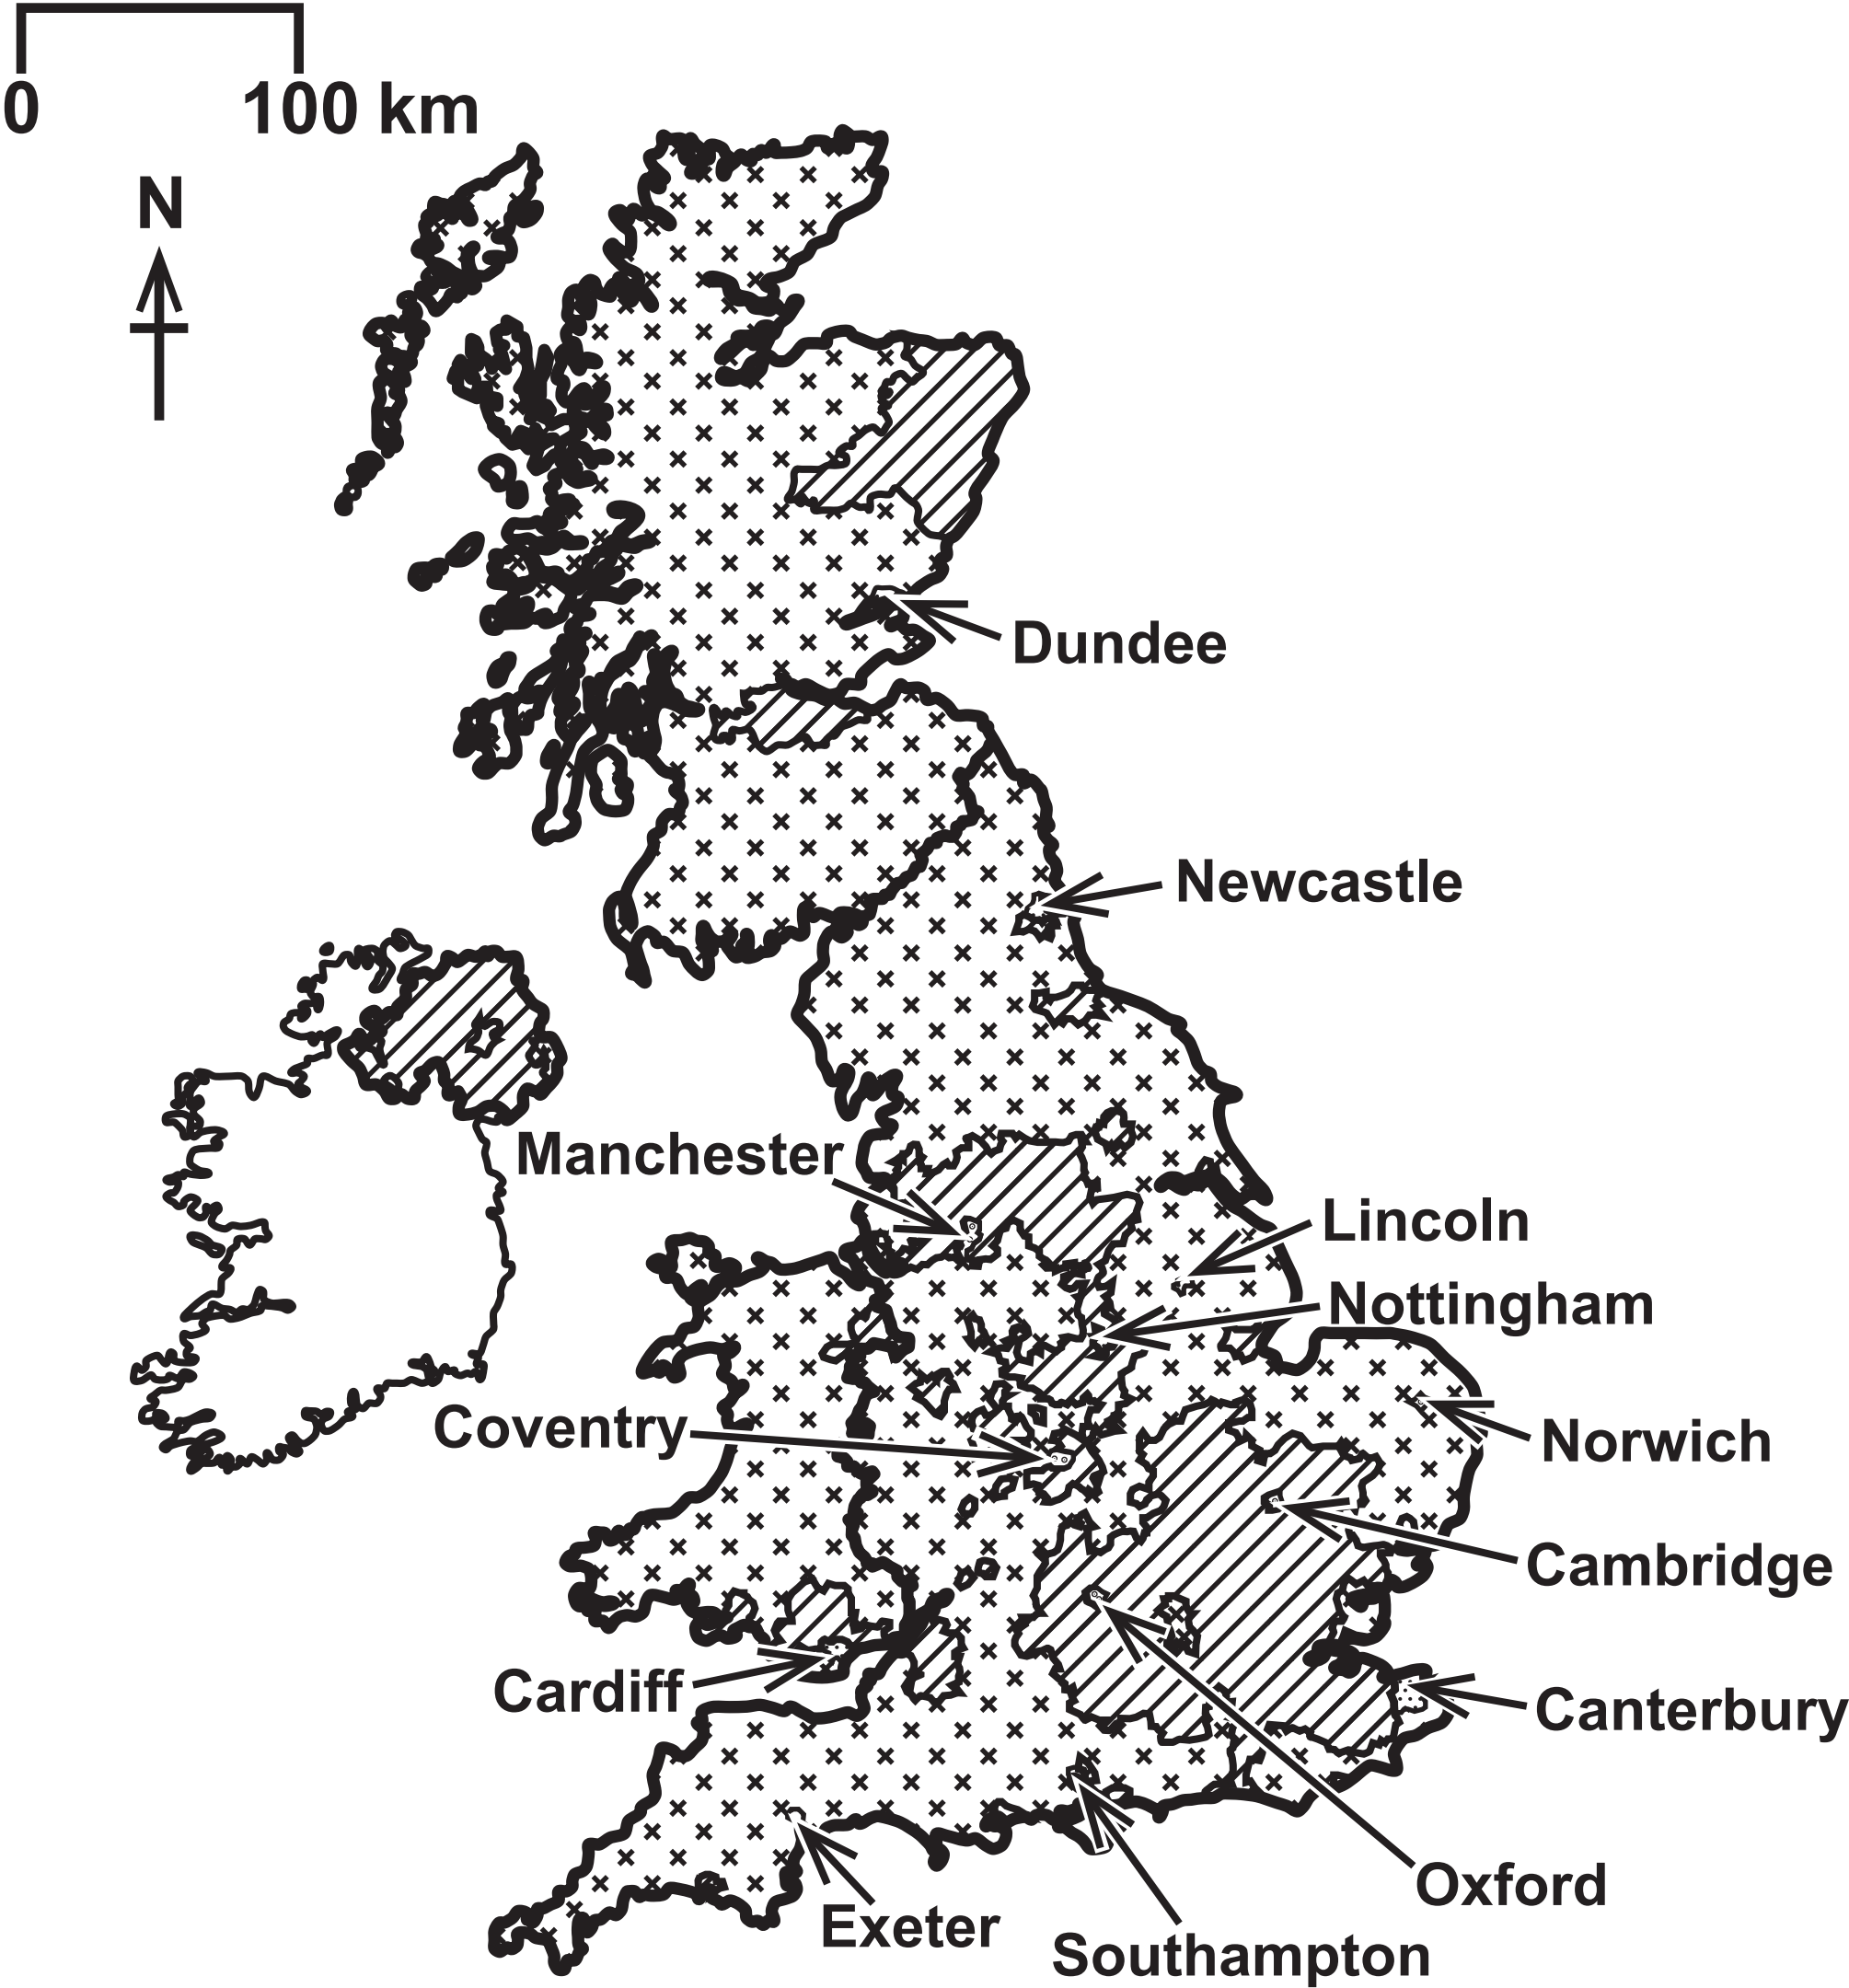 0
100 km
N
Dundee
Newcastle
Manchester
Lincoln
Nottingham
Coventry
Norwich
Cambridge
Cardiff
Canterbury
Oxford
Exeter
Southampton